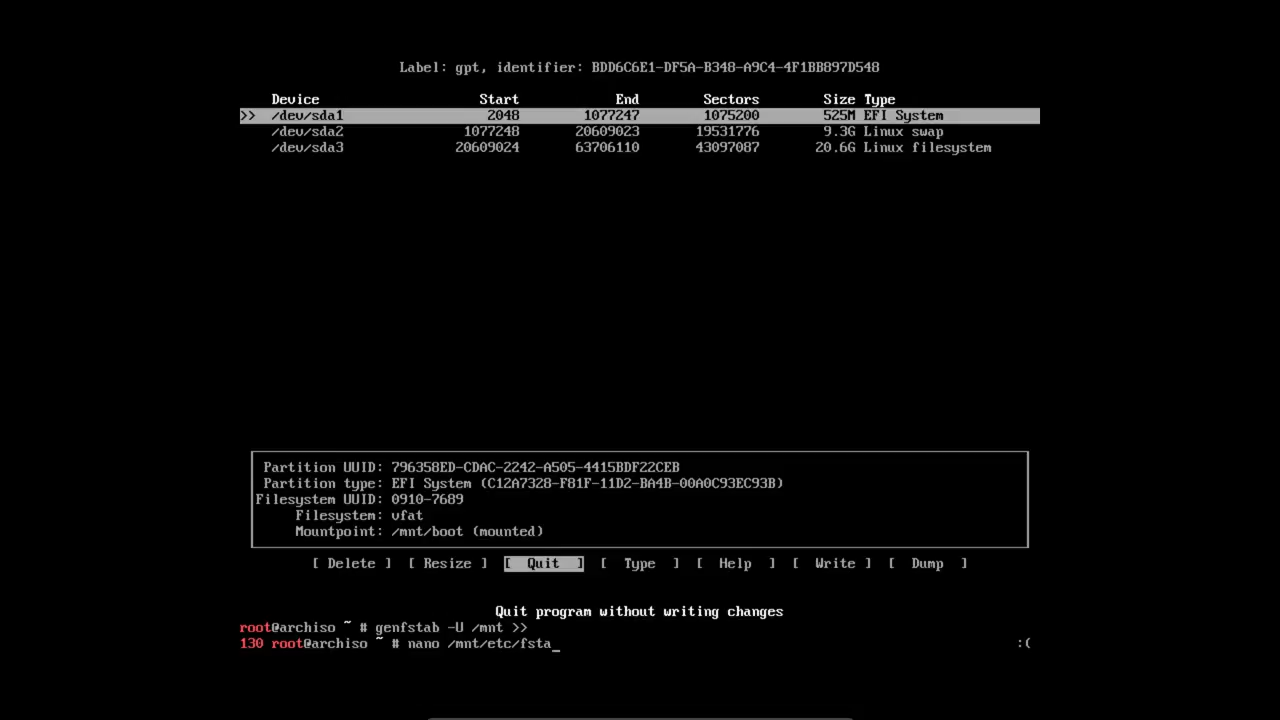 Label: gpt, identifier: BDD6C6E1-DF5A-B348-A9C4-4F1BB897D548
Device Start End Sectors Size Type
>> /dev/sda1 2048 1077247 1075200 525M EFI System
/dev/sda2 1077248 20609023 19531776 9.3G Linux swap
/dev/sda3 20609024 63706110 43097087 20.6G Linux filesystem
Partition UUID: 796358ED-CDAC-2242-A505-4415BDF22CEB
Partition type: EFI System (C12A7328-F81F-11D2-BA4B-00A0C93EC93B)
Filesystem UUID: 0910-7689
Filesystem: vfat
Mountpoint: /mnt/boot (mounted)
[ Delete ] [ Resize ] [ Quit ] [ Type ] [ Help ] [ Write ] [ Dump ]
Quit program without writing changes
root@archiso ~ # genfstab -U /mnt >>
130 root@archiso ~ # nano /mnt/etc/fsta_ :(